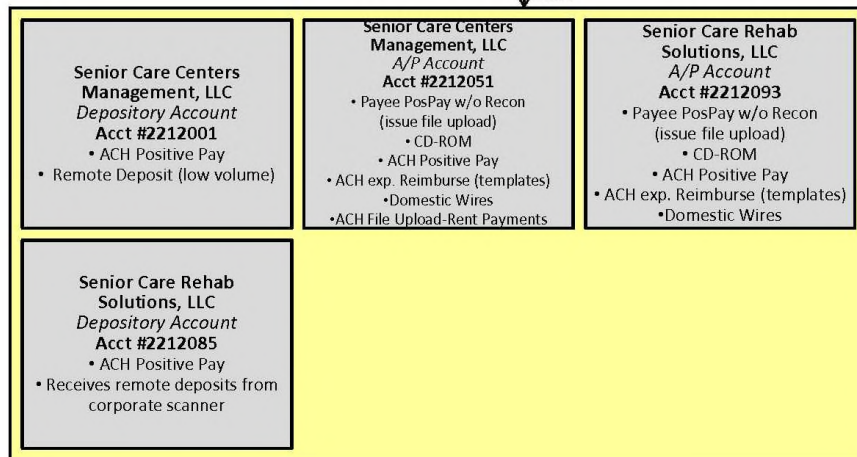 Senior Care Centers
Management, LLC
Depository Account
Acct #2212001
• ACH Positive Pay
• Remote Deposit (low volume)
Senior Care Centers
Management, LLC
A/P Account
Acct #2212051
• Payee PosPay w/o Recon
(issue file upload)
• CD-ROM
• ACH Positive Pay
• ACH exp. Reimburse (templates)
•Domestic Wires
•ACH File Upload-Rent Payments
Senior Care Rehab
Solutions, LLC
A/P Account
Acct #2212093
• Payee PosPay w/o Recon
(issue file upload)
• CD-ROM
• ACH Positive Pay
• ACH exp. Reimburse (templates)
•Domestic Wires
Senior Care Rehab
Solutions, LLC
Depository Account
Acct #2212085
• ACH Positive Pay
• Receives remote deposits from
corporate scanner